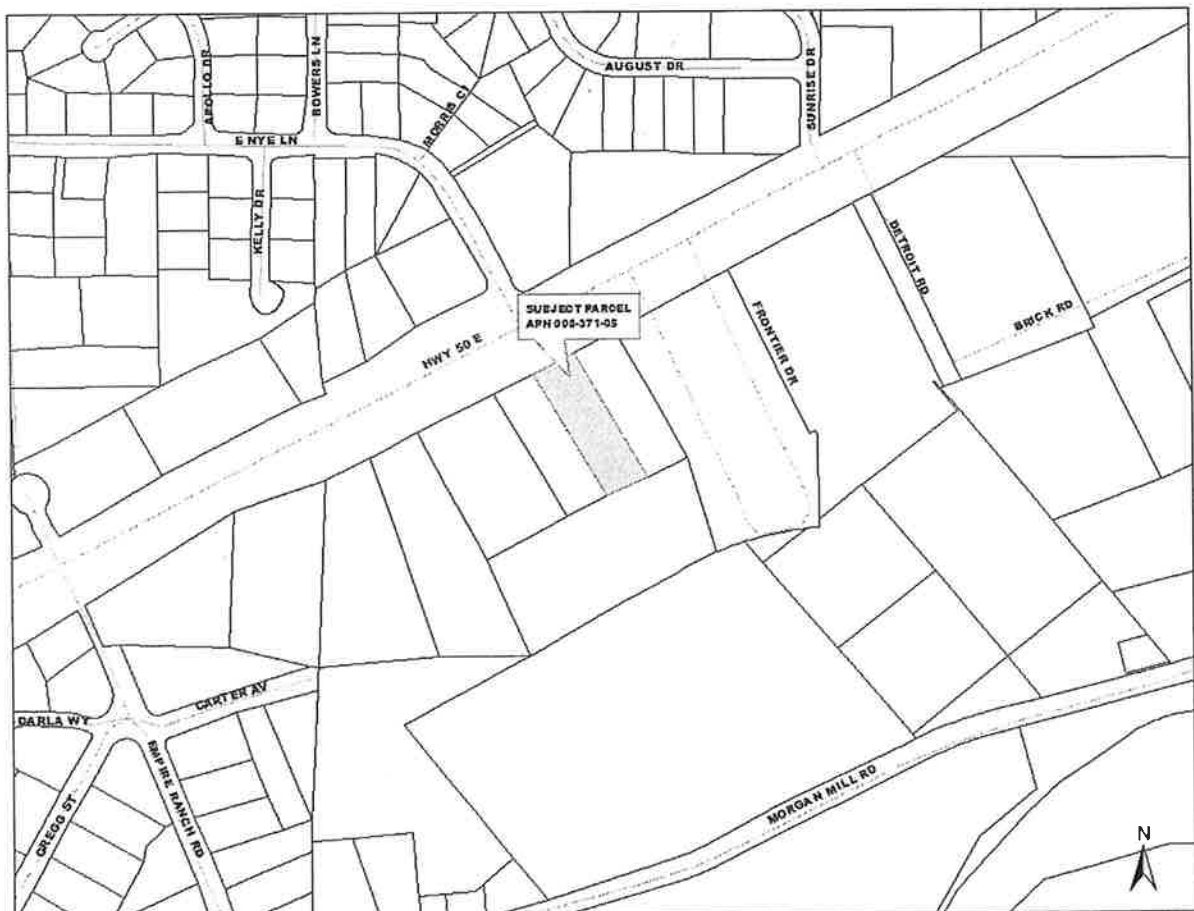 AUGUST DR
SUNRISE DR
APOLLO DR
BOWERS LN
MORRIS CT
E NYE LN
KELLY DR
DETROIT RD
SUBJECT PARCEL
APN 008-371-05
FRONTIER DR
BRICK RD
HWY 50 E
CARTER AV
DARLA WY
EMPIRE RANCH RD
GREGG ST
MORGAN MILL RD
N